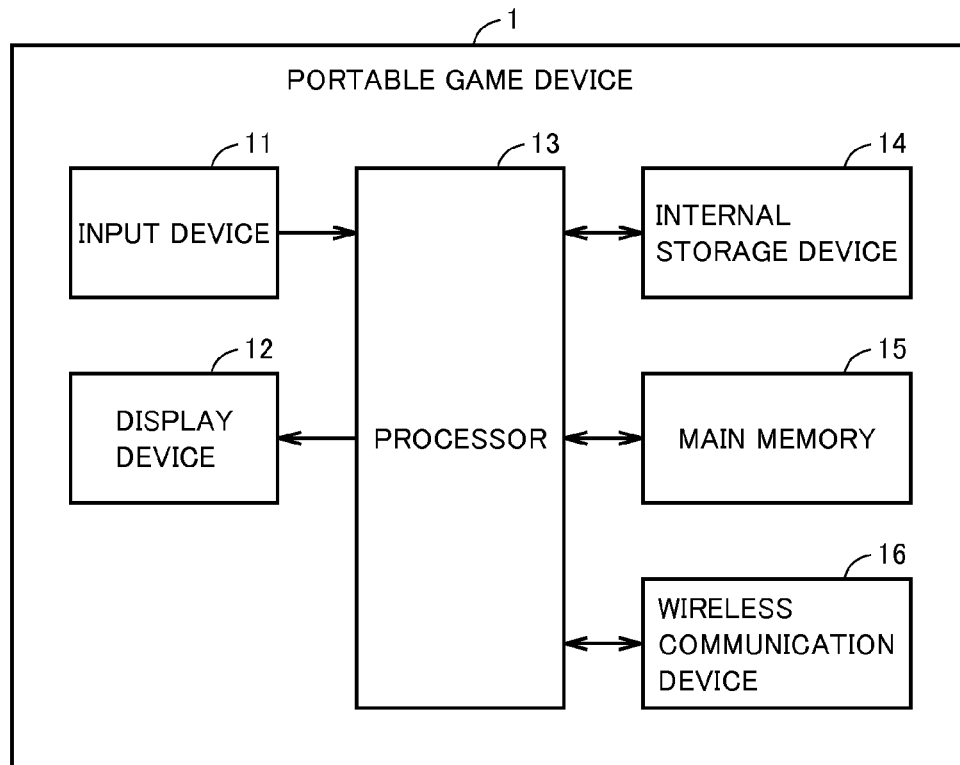 1
PORTABLE GAME DEVICE
11
INPUT DEVICE
12
DISPLAY
DEVICE
13
PROCESSOR
14
INTERNAL
STORAGE DEVICE
15
MAIN MEMORY
16
WIRELESS
COMMUNICATION
DEVICE